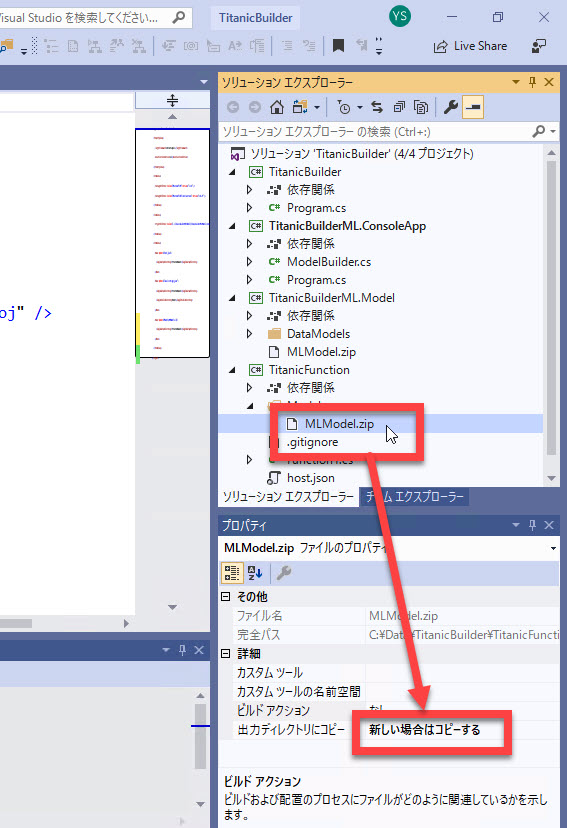 isual Studio を検索してください...
TitanicBuilder
YS
Live Share
ソリューション エクスプローラー
ソリューション エクスプローラー の検索 (Ctrl+:)
ソリューション 'TitanicBuilder' (4/4 プロジェクト)
TitanicBuilder
依存関係
Program.cs
TitanicBuilderML.ConsoleApp
依存関係
ModelBuilder.cs
Program.cs
TitanicBuilderML.Model
依存関係
DataModels
MLModel.zip
TitanicFunction
依存関係
MLModel.zip
.gitignore
Function1.cs
host.json
oj" />
ソリューション エクスプローラー
チーム エクスプローラー
プロパティ
MLModel.zip ファイルのプロパティ
その他
ファイル名 MLModel.zip
完全パス C:¥Data¥TitanicBuilder¥TitanicFuncti
詳細
カスタム ツール
カスタム ツールの名前空間
ビルド アクション なし
出力ディレクトリにコピー 新しい場合はコピーする
ビルド アクション
ビルドおよび配置のプロセスにファイルがどのように関連しているかを示し
ます。